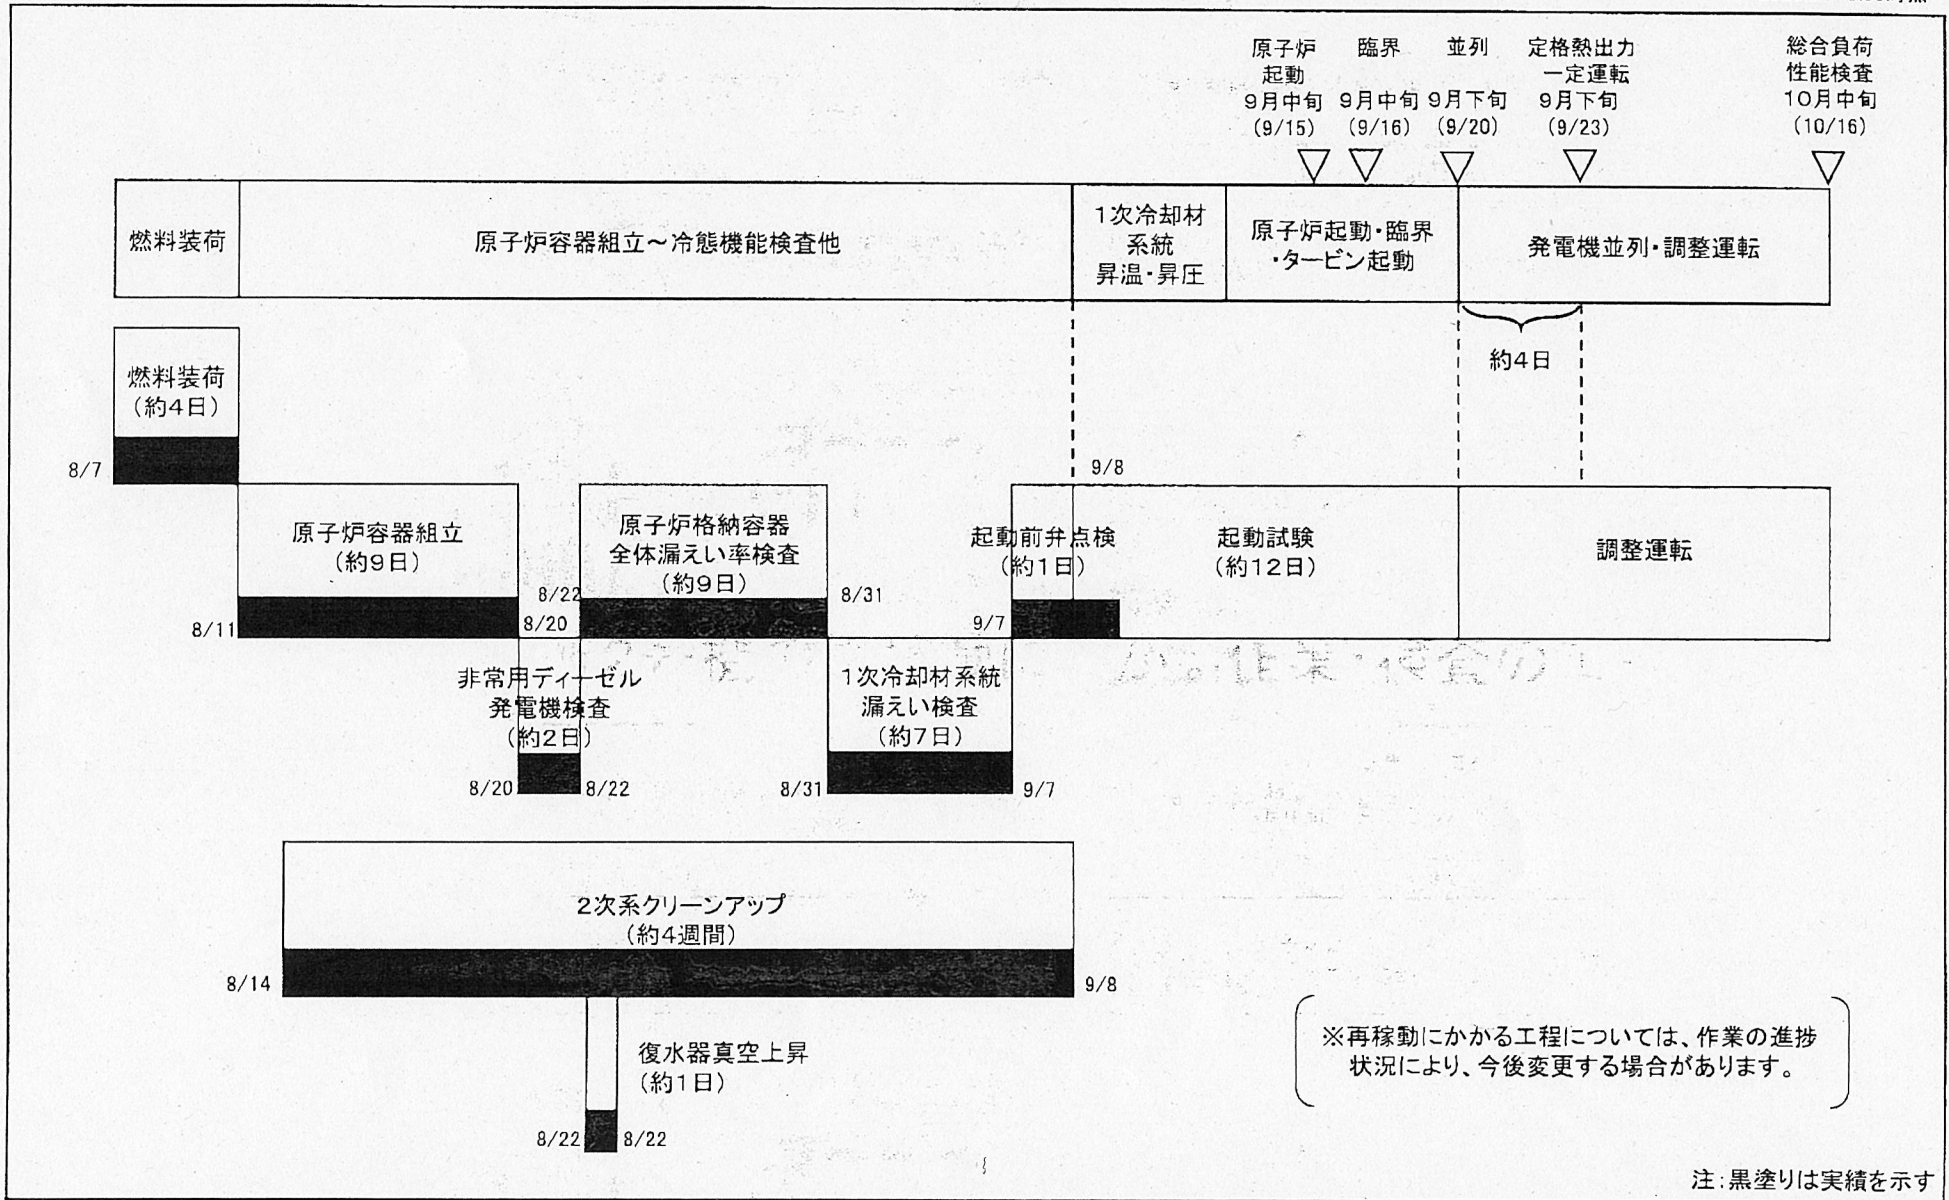 原子炉
起動
9月中旬
(9/15)
臨界
9月中旬
(9/16)
並列
9月下旬
(9/20)
定格熱出力
一定運転
9月下旬
(9/23)
総合負荷
性能検査
10月中旬
(10/16)
燃料装荷
原子炉容器組立～冷態機能検査他
1次冷却材
系統
昇温・昇圧
原子炉起動・臨界
・タービン起動
発電機並列・調整運転
約4日
燃料装荷
(約4日)
8/7
9/8
原子炉容器組立
(約9日)
8/11
8/22
8/20
原子炉格納容器
全体漏えい率検査
(約9日)
8/31
9/7
起動前弁点検
(約1日)
起動試験
(約12日)
調整運転
非常用ディーゼル
発電機検査
(約2日)
8/20
8/22
1次冷却材系統
漏えい検査
(約7日)
8/31
9/7
2次系クリーンアップ
(約4週間)
8/14
9/8
復水器真空上昇
(約1日)
8/22
8/22
※再稼動にかかる工程については、作業の進捗
状況により、今後変更する場合があります。
注:黒塗りは実績を示す